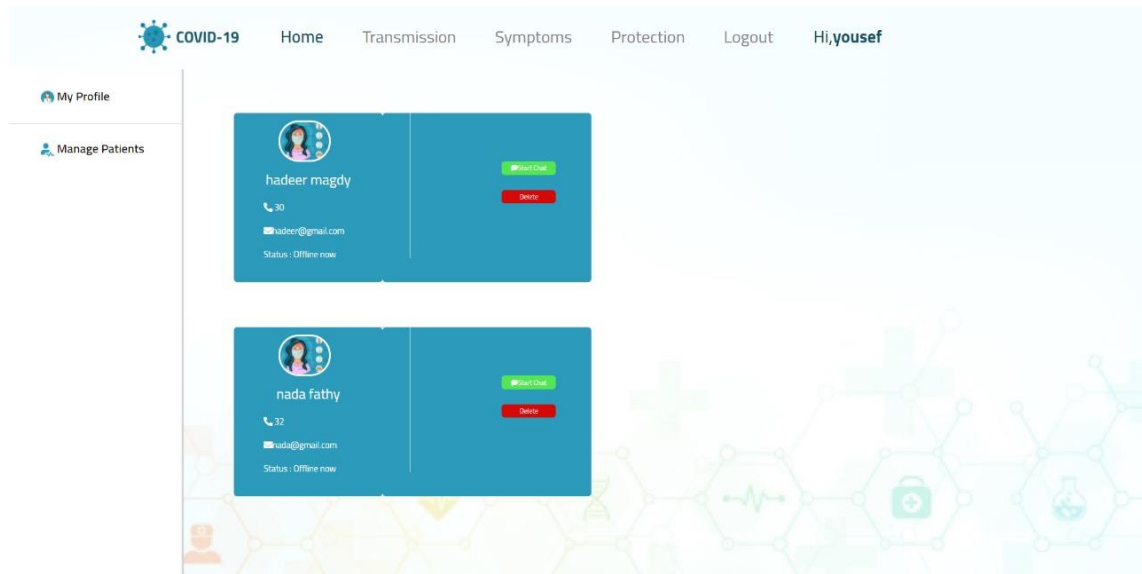 COVID-19 Home Transmission Symptoms Protection Logout Hi,yousef
My Profile
Manage Patients
hadeer magdy
30
hadeer@gmail.com
Status : Offline now
Start Chat
Delete
nada fathy
32
nada@gmail.com
Status : Offline now
Start Chat
Delete